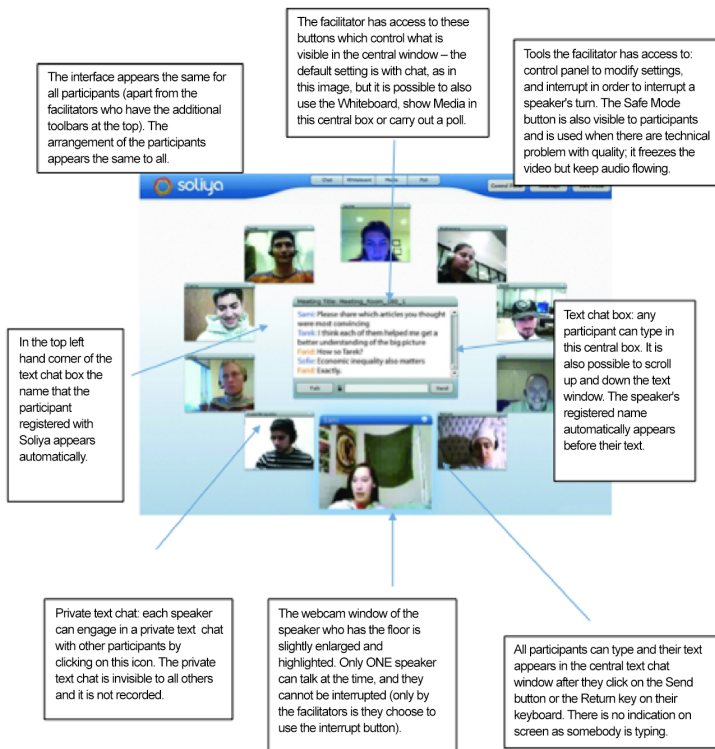 The facilitator has access to these
buttons which control what is
visible in the central window – the
default setting is with chat, as in
this image, but it is possible to also
use the Whiteboard, show Media in
this central box or carry out a poll.
The interface appears the same for
all participants (apart from the
facilitators who have the additional
toolbars at the top). The
arrangement of the participants
appears the same to all.
Tools the facilitator has access to:
control panel to modify settings,
and interrupt in order to interrupt a
speaker's turn. The Safe Mode
button is also visible to participants
and is used when there are technical
problem with quality; it freezes the
video but keep audio flowing.
soliya
Chat Whiteboard Media Poll
Meeting Title: Meeting_Room_
Sami: Please share which articles you thought
were most convincing
Tarek: I think each of them helped me get a
better understanding of the big picture
Farid: How so Tarek?
Sofie: Economic inequality also matters
Farid: Exactly.
Talk Send
In the top left
hand corner of the
text chat box the
name that the
participant
registered with
Soliya appears
automatically.
Text chat box: any
participant can type in
this central box. It is
also possible to scroll
up and down the text
window. The speaker's
registered name
automatically appears
before their text.
Private text chat: each speaker
can engage in a private text chat
with other participants by
clicking on this icon. The private
text chat is invisible to all others
and it is not recorded.
The webcam window of the
speaker who has the floor is
slightly enlarged and
highlighted. Only ONE speaker
can talk at the time, and they
cannot be interrupted (only by
the facilitators is they choose to
use the interrupt button).
All participants can type and their text
appears in the central text chat
window after they click on the Send
button or the Return key on their
keyboard. There is no indication on
screen as somebody is typing.